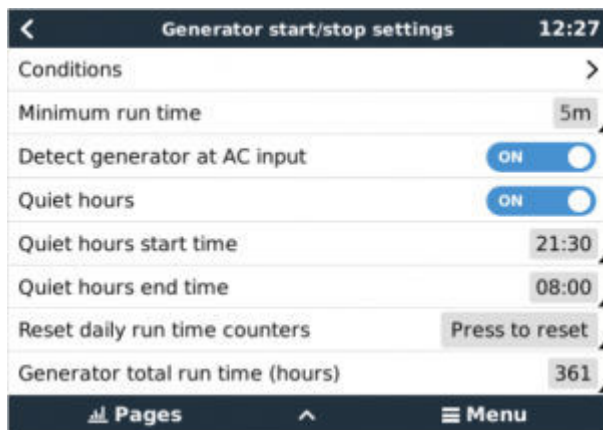 Generator start/stop settings 12:27
Conditions
Minimum run time 5m
Detect generator at AC input ON
Quiet hours ON
Quiet hours start time 21:30
Quiet hours end time 08:00
Reset daily run time counters Press to reset
Generator total run time (hours) 361
Pages Menu